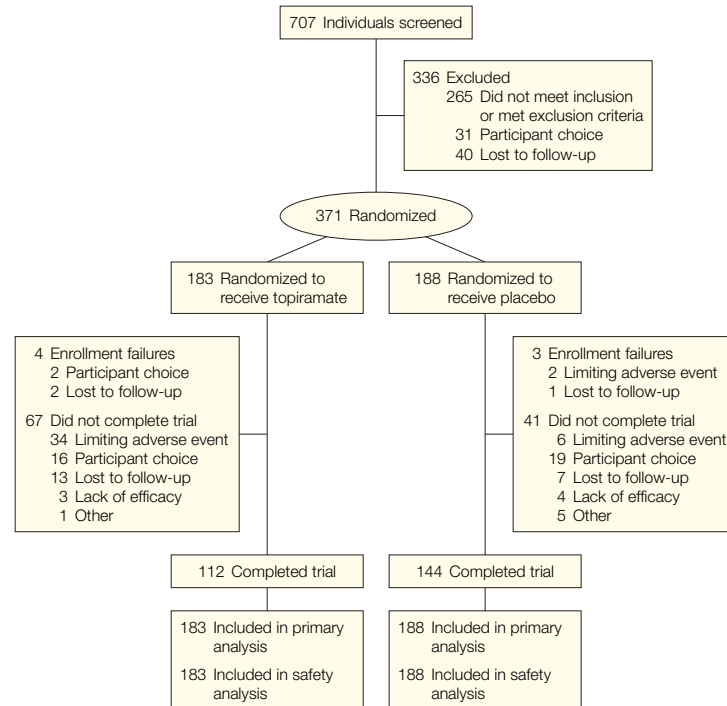 707 Individuals screened
336 Excluded
265 Did not meet inclusion
or met exclusion criteria
31 Participant choice
40 Lost to follow-up
371 Randomized
183 Randomized to
receive topiramate
188 Randomized to
receive placebo
4 Enrollment failures
2 Participant choice
2 Lost to follow-up
67 Did not complete trial
34 Limiting adverse event
16 Participant choice
13 Lost to follow-up
3 Lack of efficacy
1 Other
3 Enrollment failures
2 Limiting adverse event
1 Lost to follow-up
41 Did not complete trial
6 Limiting adverse event
19 Participant choice
7 Lost to follow-up
4 Lack of efficacy
5 Other
112 Completed trial
144 Completed trial
183 Included in primary
analysis
183 Included in safety
analysis
188 Included in primary
analysis
188 Included in safety
analysis